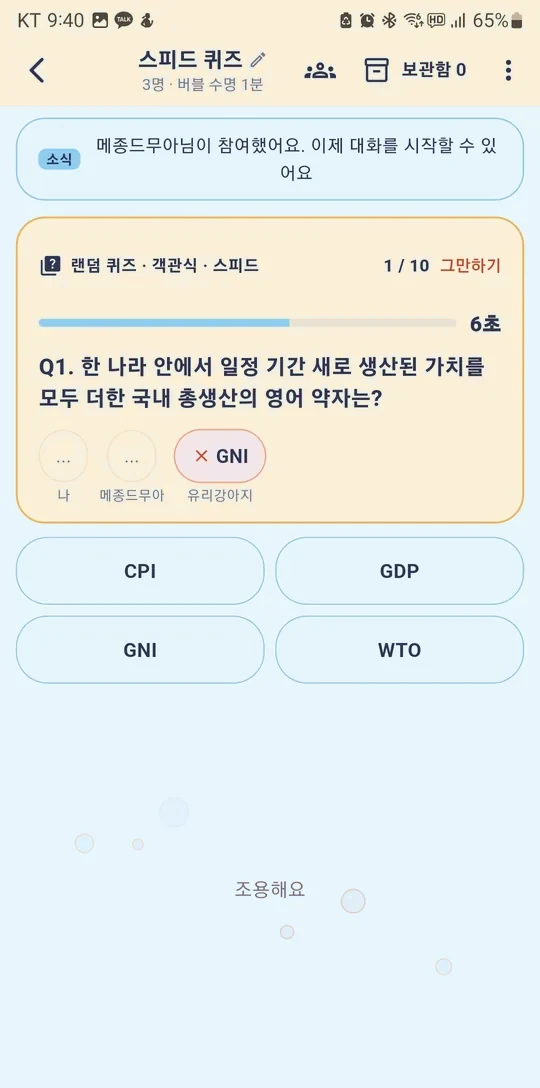 KT 9:40 TALK HD 65%
스피드 퀴즈
3명 · 버블 수명 1분
보관함 0
소식
메종드무아님이 참여했어요. 이제 대화를 시작할 수 있
어요
랜덤 퀴즈 · 객관식 · 스피드 1 / 10 그만하기
6초
Q1. 한 나라 안에서 일정 기간 새로 생산된 가치를
모두 더한 국내 총생산의 영어 약자는?
... ... × GNI
나 메종드무아 유리강아지
CPI GDP
GNI WTO
조용해요